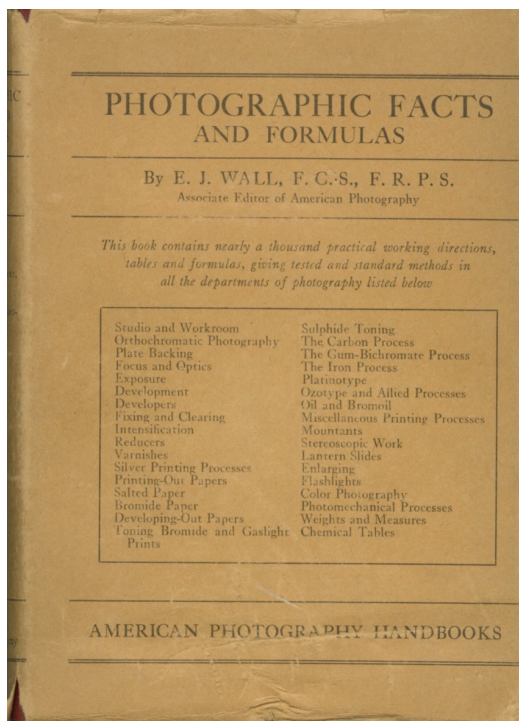 PHOTOGRAPHIC FACTS
AND FORMULAS
By E. J. WALL, F. C. S., F. R. P. S.
Associate Editor of American Photography
This book contains nearly a thousand practical working directions,
tables and formulas, giving tested and standard methods in
all the departments of photography listed below
Studio and Workroom
Orthochromatic Photography
Plate Backing
Focus and Optics
Exposure
Development
Developers
Fixing and Clearing
Intensification
Reducers
Varnishes
Silver Printing Processes
Printing-Out Papers
Salted Paper
Bromide Paper
Developing-Out Papers
Toning Bromide and Gaslight
Prints
Sulphide Toning
The Carbon Process
The Gum-Bichromate Process
The Iron Process
Platinotype
Ozotype and Allied Processes
Oil and Bromoil
Miscellaneous Printing Processes
Mountants
Stereoscopic Work
Lantern Slides
Enlarging
Flashlights
Color Photography
Photomechanical Processes
Weights and Measures
Chemical Tables
AMERICAN PHOTOGRAPHY HANDBOOKS